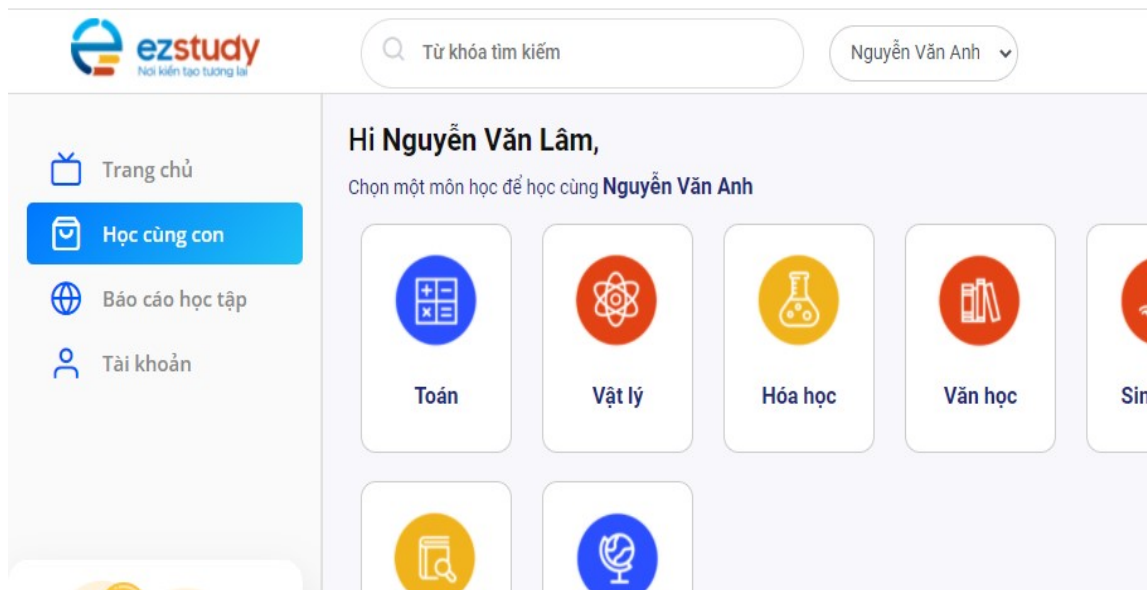 ezstudy
Nơi kiến tạo tương lai
Từ khóa tìm kiếm
Nguyễn Văn Anh
Trang chủ
Học cùng con
Báo cáo học tập
Tài khoản
Hi Nguyễn Văn Lâm,
Chọn một môn học để học cùng Nguyễn Văn Anh
Toán
Vật lý
Hóa học
Văn học